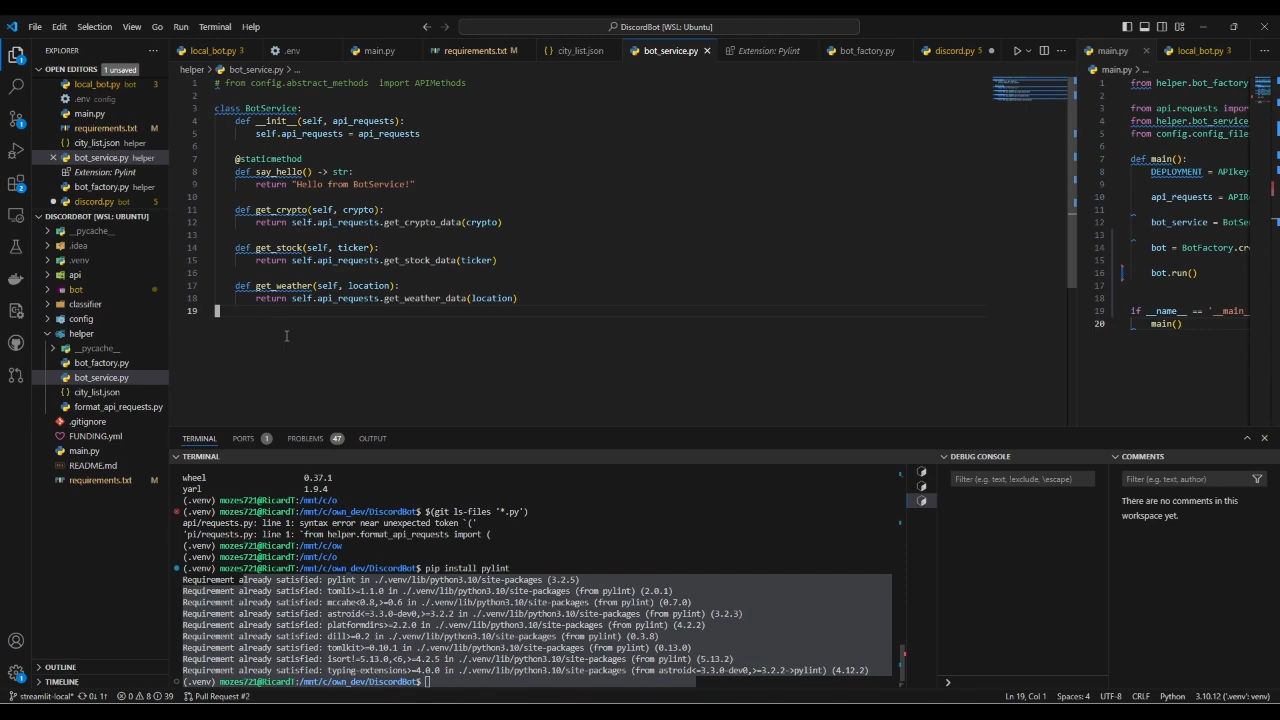 File Edit Selection View Go Run Terminal Help
DiscordBot [WSL: Ubuntu]
EXPLORER
OPEN EDITORS 1 unsaved
local_bot.py 3
.env config
main.py
requirements.txt M
city_list.json helper
bot_service.py helper
Extension: Pylint
bot_factory.py helper
discord.py bot 6
DISCORDBOT [WSL: UBUNTU]
__pycache__
.idea
.venv
api
bot
classifier
config
helper
__pycache__
bot_factory.py
bot_service.py
city_list.json
format_api_requests.py
.gitignore
FUNDING.yml
main.py
README.md
requirements.txt M
OUTLINE
TIMELINE
local_bot.py 3 .env main.py requirements.txt M city_list.json bot_service.py Extension: Pylint bot_factory.py discord.py 6
helper > bot_service.py > ...
1 # from config.abstract_methods import APIMethods
2
3 class BotService:
4 def __init__(self, api_requests):
5 self.api_requests = api_requests
6
7 @staticmethod
8 def say_hello() -> str:
9 return "Hello from BotService!"
10
11 def get_crypto(self, crypto):
12 return self.api_requests.get_crypto_data(crypto)
13
14 def get_stock(self, ticker):
15 return self.api_requests.get_stock_data(ticker)
16
17 def get_weather(self, location):
18 return self.api_requests.get_weather_data(location)
19
main.py local_bot.py 3
main.py > ...
1 from helper.bot_factory
2
3 from api.requests impor
4 from helper.bot_service
5 from config.config_files
6
7 def main():
8 DEPLOYMENT = APIkey
9
10 api_requests = API
11
12 bot_service = BotSe
13
14 bot = BotFactory.cr
15
16 bot.run()
17
18
19 if __name__ == '__main_
20 main()
TERMINAL PORTS 1 PROBLEMS 47 OUTPUT
TERMINAL
wheel 0.37.1
yarl 1.9.4
(.venv) mozes721@RicardT:/mnt/c/o
(.venv) mozes721@RicardT:/mnt/c/own_dev/DiscordBot$ $(git ls-files '*.py')
api/requests.py: line 1: syntax error near unexpected token `('
'pi/requests.py: line 1: `from helper.format_api_requests import (
(.venv) mozes721@RicardT:/mnt/c/ow
(.venv) mozes721@RicardT:/mnt/c/o
(.venv) mozes721@RicardT:/mnt/c/own_dev/DiscordBot$ pip install pylint
Requirement already satisfied: pylint in ./.venv/lib/python3.10/site-packages (3.2.5)
Requirement already satisfied: tomli>=1.1.0 in ./.venv/lib/python3.10/site-packages (from pylint) (2.0.1)
Requirement already satisfied: mccabe<0.8,>=0.6 in ./.venv/lib/python3.10/site-packages (from pylint) (0.7.0)
Requirement already satisfied: astroid<=3.3.0-dev0,>=3.2.2 in ./.venv/lib/python3.10/site-packages (from pylint) (3.2.3)
Requirement already satisfied: platformdirs>=2.2.0 in ./.venv/lib/python3.10/site-packages (from pylint) (4.2.2)
Requirement already satisfied: dill>=0.2 in ./.venv/lib/python3.10/site-packages (from pylint) (0.3.8)
Requirement already satisfied: tomlkit>=0.10.1 in ./.venv/lib/python3.10/site-packages (from pylint) (0.13.0)
Requirement already satisfied: isort!=5.13.0,<6,>=4.2.5 in ./.venv/lib/python3.10/site-packages (from pylint) (5.13.2)
Requirement already satisfied: typing-extensions>=4.0.0 in ./.venv/lib/python3.10/site-packages (from astroid<=3.3.0-dev0,>=3.2.2->pylint) (4.12.2)
(.venv) mozes721@RicardT:/mnt/c/own_dev/DiscordBot$
DEBUG CONSOLE
Filter (e.g. text, !exclude, \escape)
COMMENTS
Filter (e.g. text, author)
There are no comments in this
workspace yet.
streamlit-local* 0↓ 1↑ 0 8 39 Pull Request #2 Ln 19, Col 1 Spaces: 4 UTF-8 CRLF Python 3.10.12 ('.venv': venv)